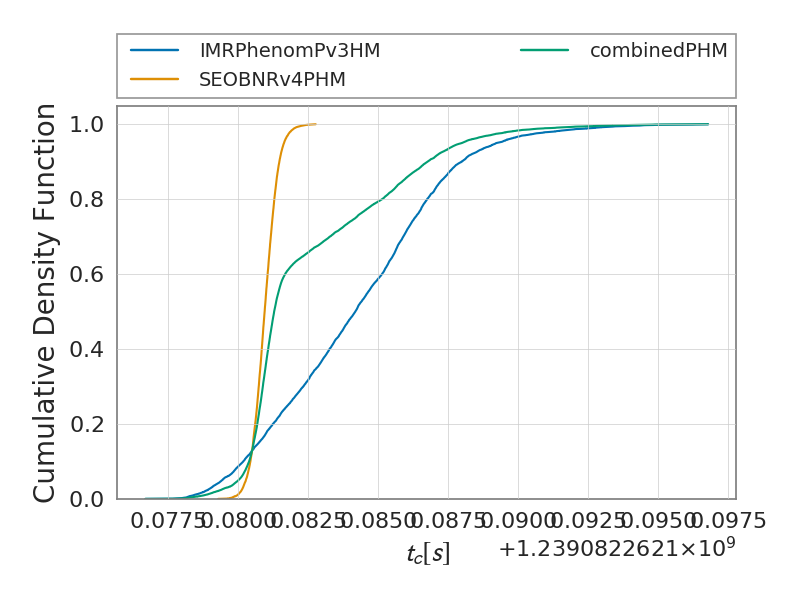 IMRPhenomPv3HM
SEOBNRv4PHM
combinedPHM
Cumulative Density Function
1.0
0.8
0.6
0.4
0.2
0.0
0.0775 0.0800 0.0825 0.0850 0.0875 0.0900 0.0925 0.0950 0.0975
t_c[s]
+1.2390822621×10⁹